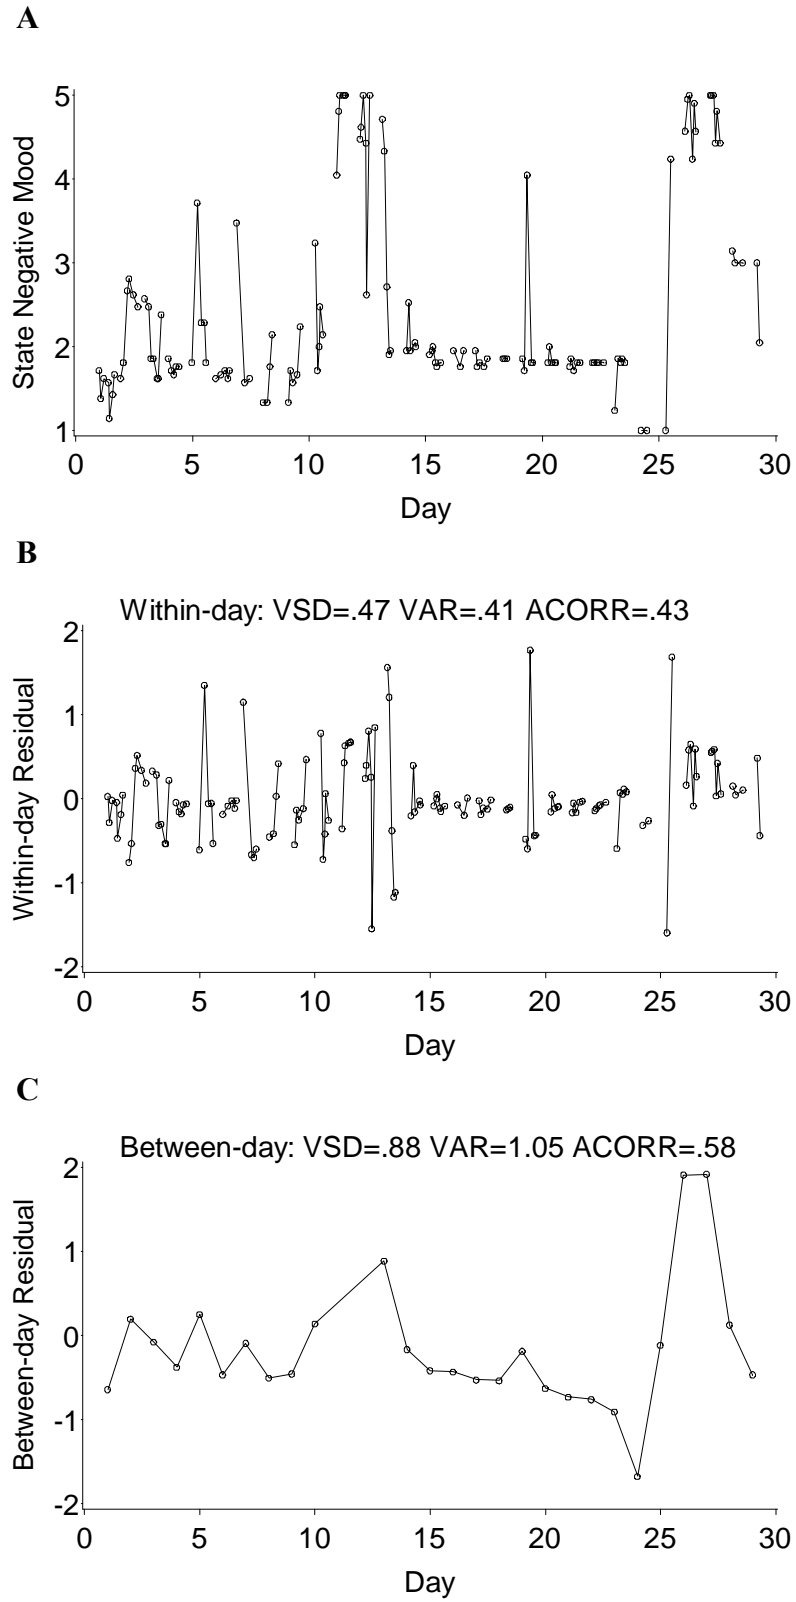 A
State Negative Mood
5
4
3
2
1
0 5 10 15 20 25 30
Day
B
Within-day: VSD=.47 VAR=.41 ACORR=.43
Within-day Residual
2
1
0
-1
-2
0 5 10 15 20 25 30
Day
C
Between-day: VSD=.88 VAR=1.05 ACORR=.58
Between-day Residual
2
1
0
-1
-2
0 5 10 15 20 25 30
Day